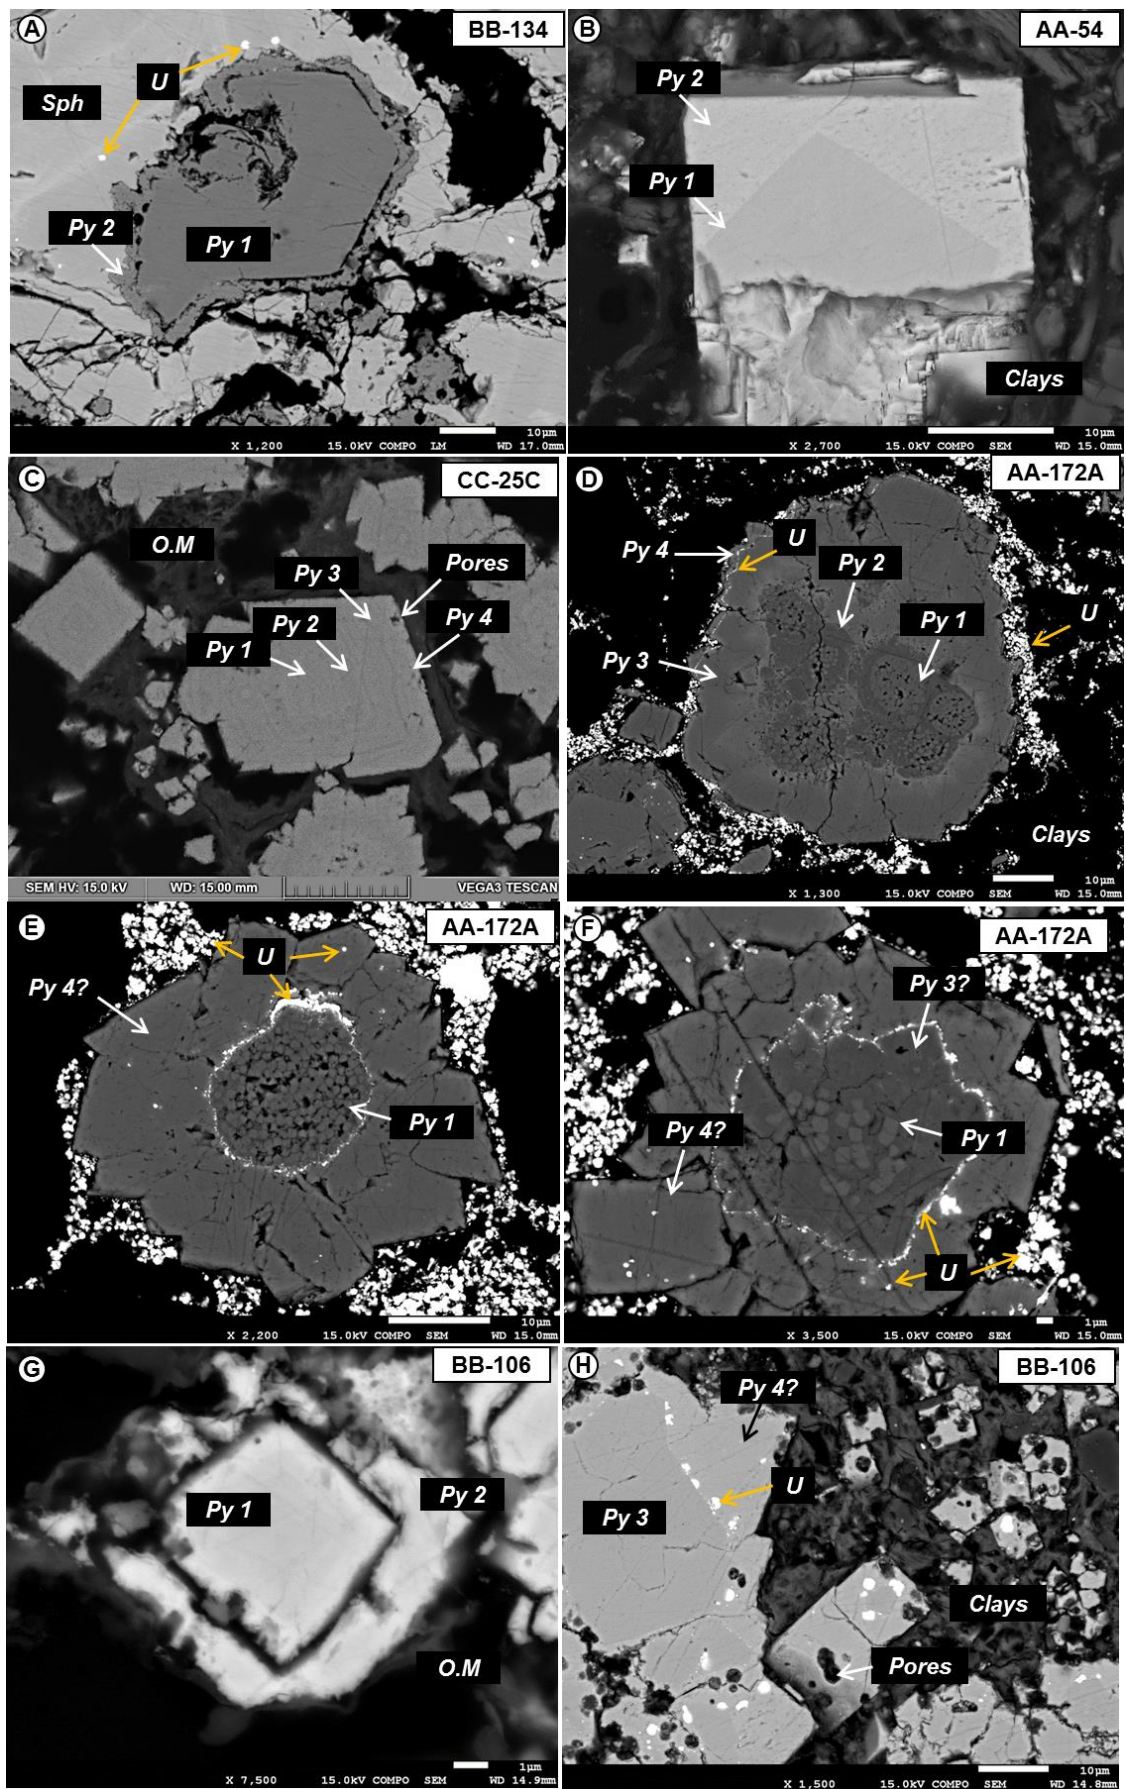 A
BB-134
U
Sph
Py 2
Py 1
10µm
X 1,200 15.0kV COMPO LM WD 17.0mm
B
AA-54
Py 2
Py 1
Clays
10µm
X 2,700 15.0kV COMPO SEM WD 15.0mm
C
CC-25C
O.M
Py 3
Pores
Py 2
Py 4
Py 1
SEM HV: 15.0 kV WD: 15.00 mm VEGA3 TESCAN
D
AA-172A
U
Py 4
Py 2
Py 1
U
Py 3
Clays
10µm
X 1,300 15.0kV COMPO SEM WD 15.0mm
E
AA-172A
U
Py 4?
Py 1
10µm
X 2,200 15.0kV COMPO SEM WD 15.0mm
F
AA-172A
Py 3?
Py 4?
Py 1
U
1µm
X 3,500 15.0kV COMPO SEM WD 15.0mm
G
BB-106
Py 1
Py 2
O.M
1µm
X 7,500 15.0kV COMPO SEM WD 14.9mm
H
BB-106
Py 4?
U
Py 3
Clays
Pores
10µm
X 1,500 15.0kV COMPO SEM WD 14.8mm